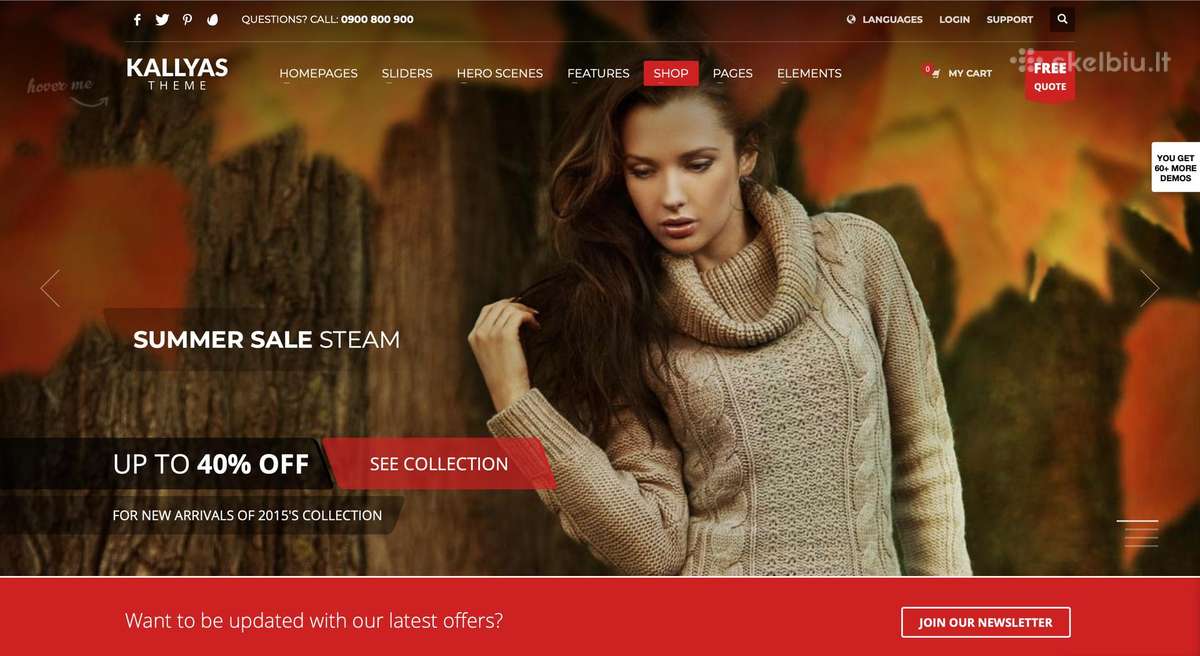 QUESTIONS? CALL: 0900 800 900
LANGUAGES
LOGIN
SUPPORT
KALLYAS
THEME
HOMEPAGES
SLIDERS
HERO SCENES
FEATURES
SHOP
PAGES
ELEMENTS
0
MY CART
FREE
QUOTE
skelbiu.lt
hover me
YOU GET
60+ MORE
DEMOS
SUMMER SALE STEAM
UP TO 40% OFF
SEE COLLECTION
FOR NEW ARRIVALS OF 2015'S COLLECTION
Want to be updated with our latest offers?
JOIN OUR NEWSLETTER